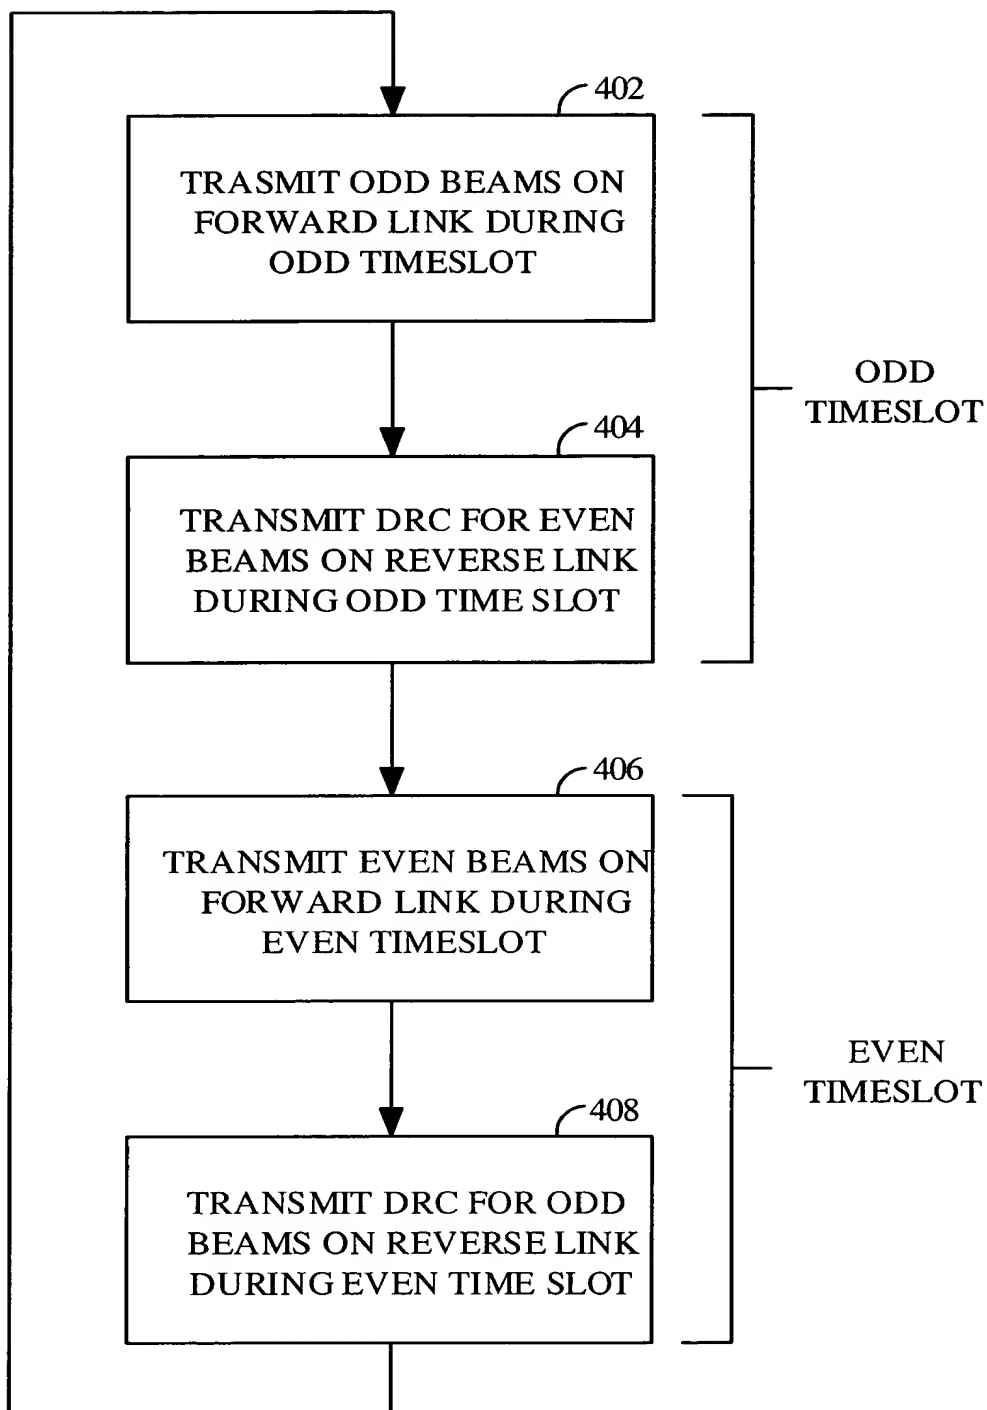 402
TRASMIT ODD BEAMS ON
FORWARD LINK DURING
ODD TIMESLOT
ODD
TIMESLOT
404
TRANSMIT DRC FOR EVEN
BEAMS ON REVERSE LINK
DURING ODD TIME SLOT
406
TRANSMIT EVEN BEAMS ON
FORWARD LINK DURING
EVEN TIMESLOT
EVEN
TIMESLOT
408
TRANSMIT DRC FOR ODD
BEAMS ON REVERSE LINK
DURING EVEN TIME SLOT